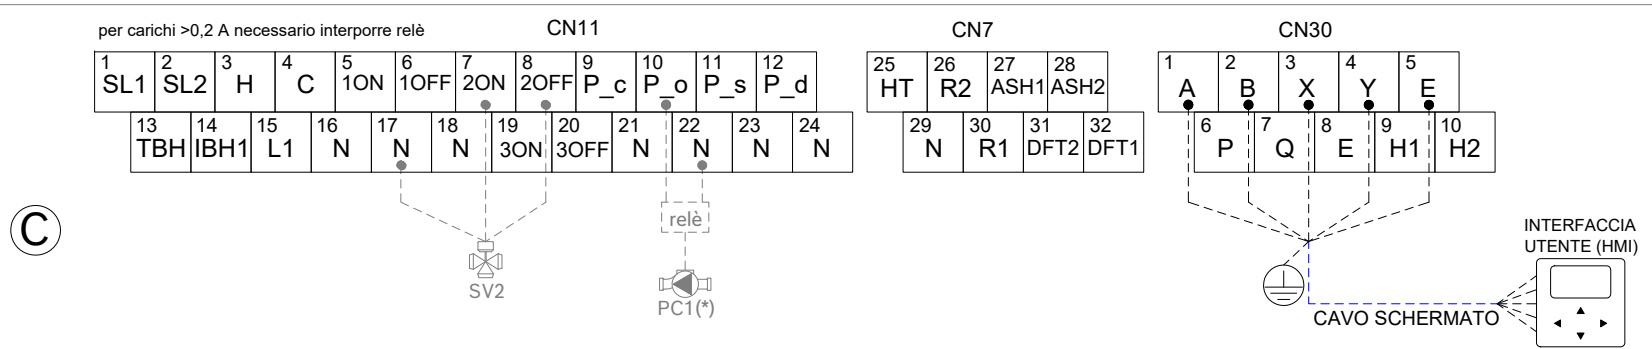 per carichi >0,2 A necessario interporre relè
CN11
CN7
CN30
1 SL1 2 SL2 3 H 4 C 5 1ON 6 1OFF 7 2ON 8 2OFF 9 P_c 10 P_o 11 P_s 12 P_d
13 TBH 14 IBH1 15 L1 16 N 17 N 18 N 19 3ON 20 3OFF 21 N 22 N 23 N 24 N
25 HT 26 R2 27 ASH1 28 ASH2
29 N 30 R1 31 DFT2 32 DFT1
1 A 2 B 3 X 4 Y 5 E
6 P 7 Q 8 E 9 H1 10 H2
C
relè
SV2
PC1(*)
INTERFACCIA
UTENTE (HMI)
CAVO SCHERMATO